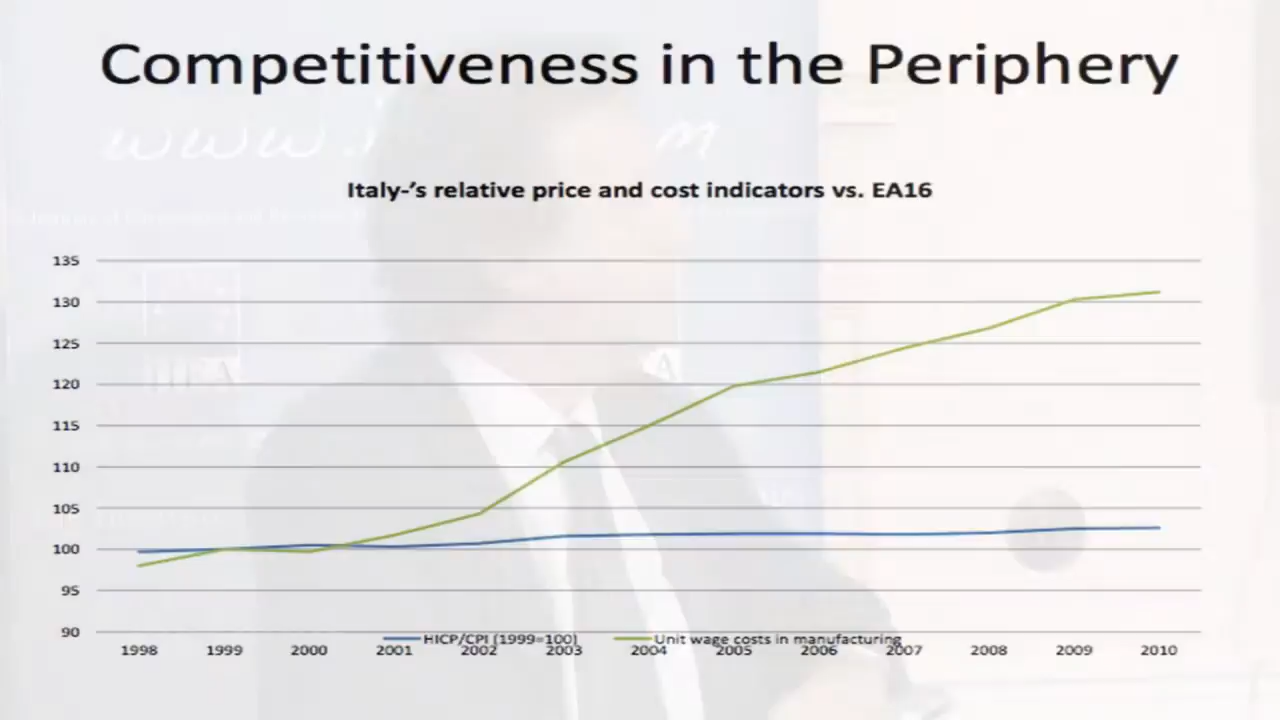 Competitiveness in the Periphery
www.i
m
Italy-'s relative price and cost indicators vs. EA16
135
130
125
120
115
110
105
100
95
90
HICP/CPI (1999=100) Unit wage costs in manufacturing
1998 1999 2000 2001 2002 2003 2004 2005 2006 2007 2008 2009 2010